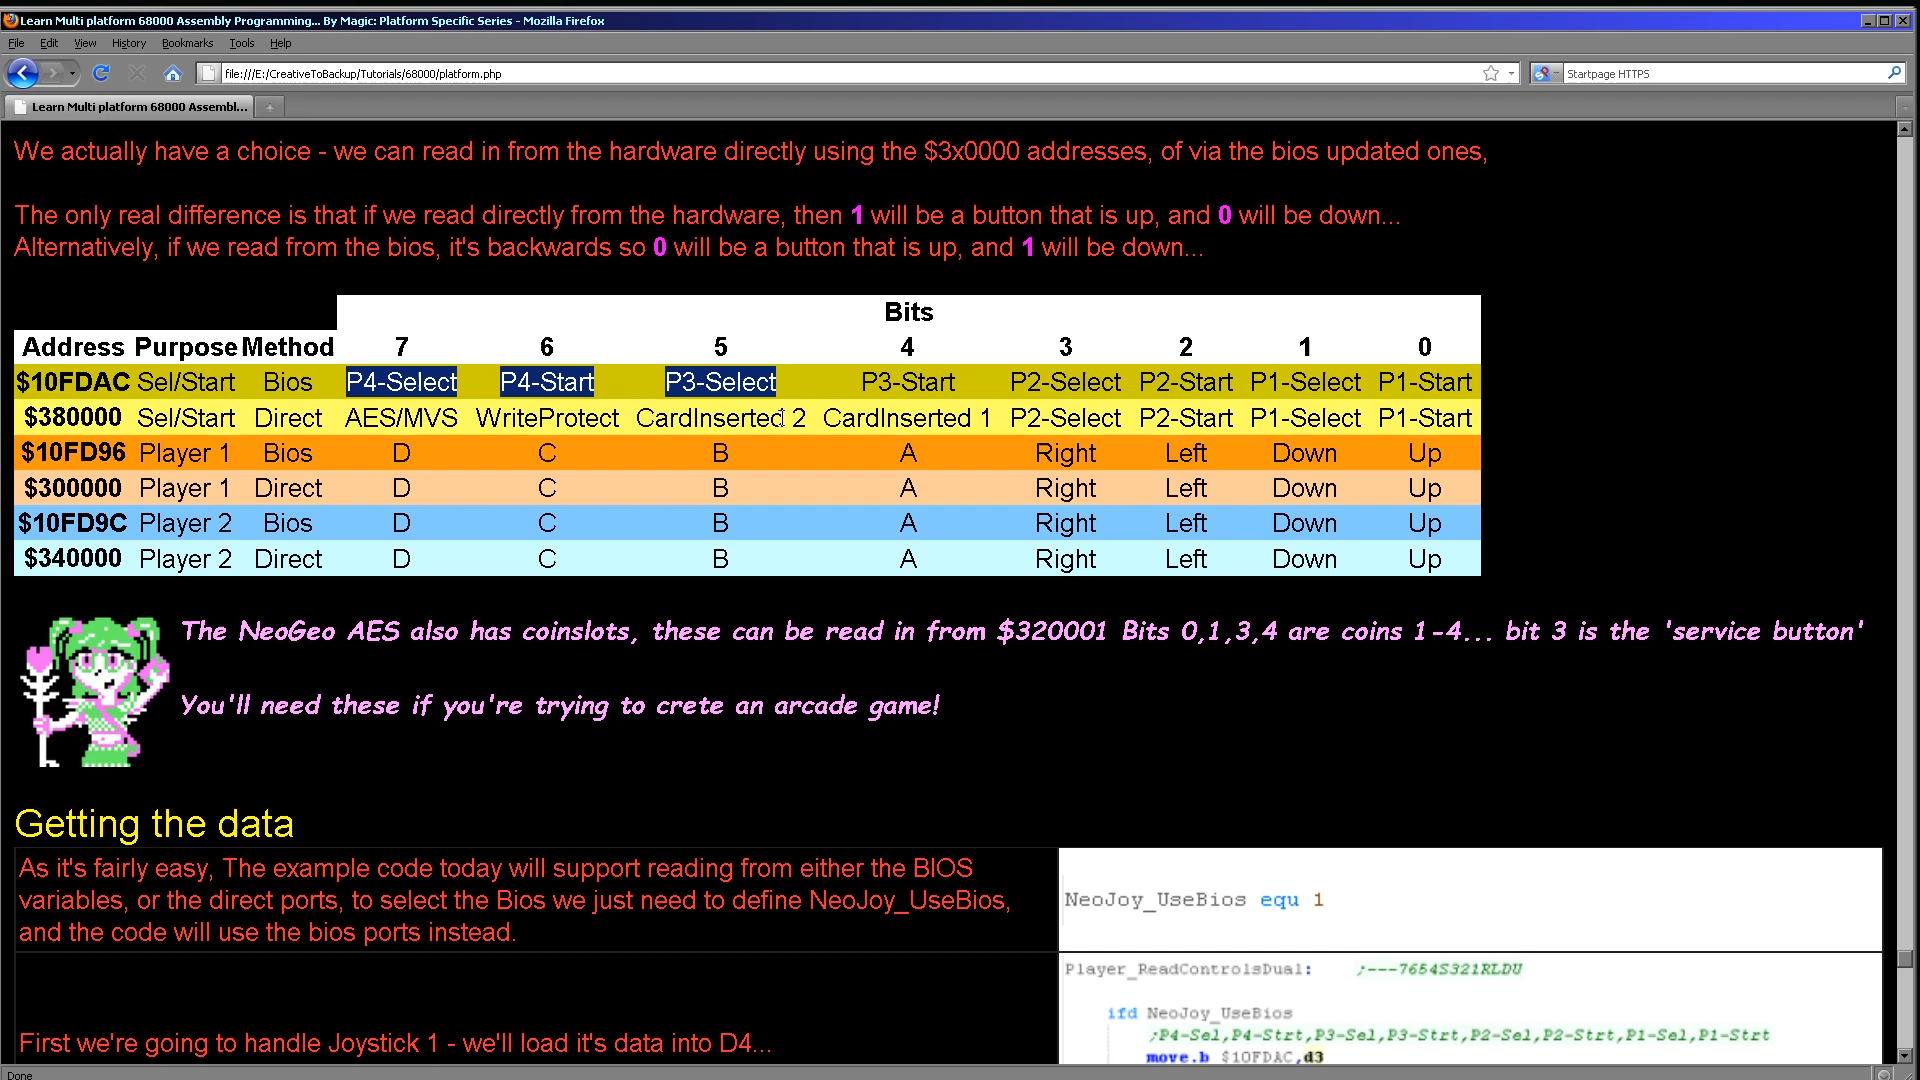 Learn Multi platform 68000 Assembly Programming... By Magic: Platform Specific Series - Mozilla Firefox
File Edit View History Bookmarks Tools Help
file:///E:/CreativeToBackup/Tutorials/68000/platform.php
Startpage HTTPS
Learn Multi platform 68000 Assembl...
We actually have a choice - we can read in from the hardware directly using the $3x0000 addresses, of via the bios updated ones,
The only real difference is that if we read directly from the hardware, then 1 will be a button that is up, and 0 will be down...
Alternatively, if we read from the bios, it's backwards so 0 will be a button that is up, and 1 will be down...
Bits
Address Purpose Method 7 6 5 4 3 2 1 0
$10FDAC Sel/Start Bios P4-Select P4-Start P3-Select P3-Start P2-Select P2-Start P1-Select P1-Start
$380000 Sel/Start Direct AES/MVS WriteProtect CardInserted 2 CardInserted 1 P2-Select P2-Start P1-Select P1-Start
$10FD96 Player 1 Bios D C B A Right Left Down Up
$300000 Player 1 Direct D C B A Right Left Down Up
$10FD9C Player 2 Bios D C B A Right Left Down Up
$340000 Player 2 Direct D C B A Right Left Down Up
The NeoGeo AES also has coinslots, these can be read in from $320001 Bits 0,1,3,4 are coins 1-4... bit 3 is the 'service button'
You'll need these if you're trying to crete an arcade game!
Getting the data
As it's fairly easy, The example code today will support reading from either the BIOS
variables, or the direct ports, to select the Bios we just need to define NeoJoy_UseBios,
and the code will use the bios ports instead.
NeoJoy_UseBios equ 1
Player_ReadControlsDual: ;---7654S321RLDU
ifd NeoJoy_UseBios
;P4-Sel,P4-Strt,P3-Sel,P3-Strt,P2-Sel,P2-Strt,P1-Sel,P1-Strt
move.b $10FDAC,d3
First we're going to handle Joystick 1 - we'll load it's data into D4...
Done